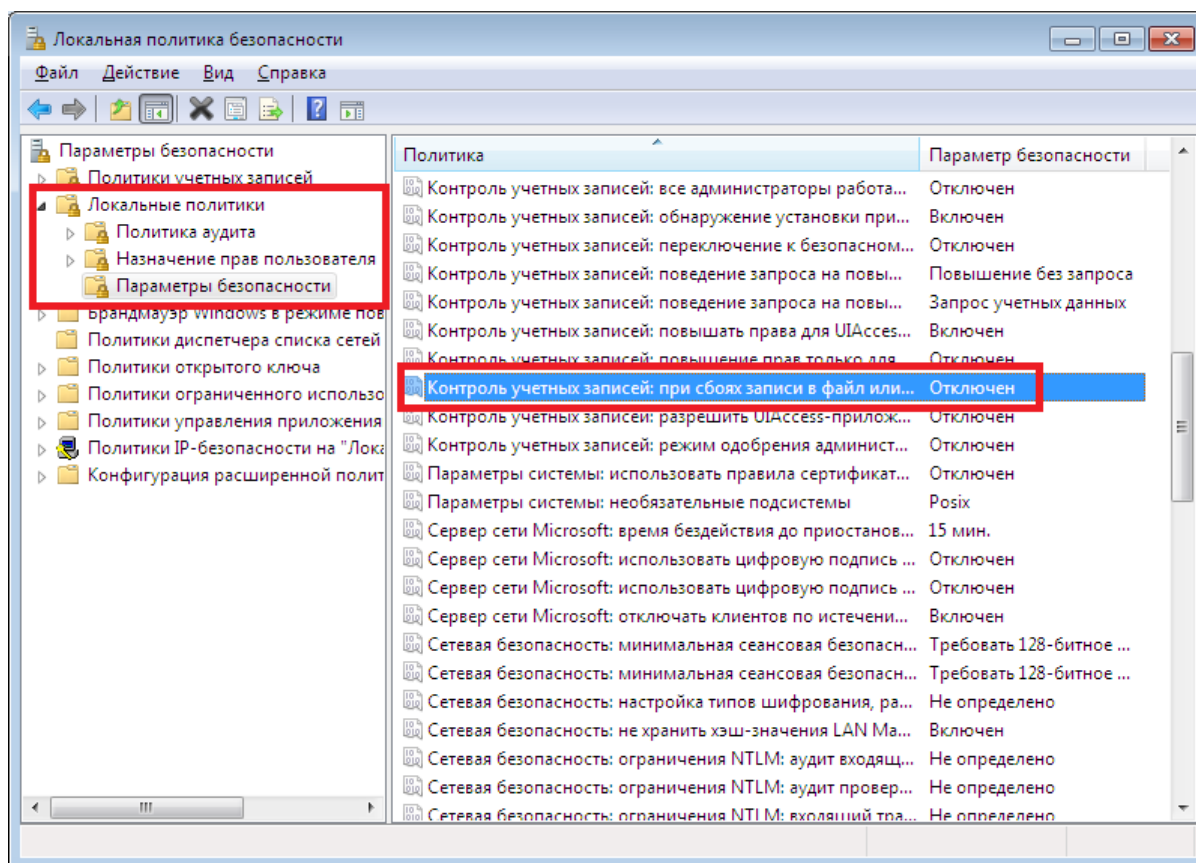 Локальная политика безопасности
Файл Действие Вид Справка
Параметры безопасности
Политики учетных записей
Локальные политики
Политика аудита
Назначение прав пользователя
Параметры безопасности
Брандмауэр Windows в режиме пов
Политики диспетчера списка сетей
Политики открытого ключа
Политики ограниченного использо
Политики управления приложения
Политики IP-безопасности на "Лока
Конфигурация расширенной полит
Политика Параметр безопасности
Контроль учетных записей: все администраторы работа... Отключен
Контроль учетных записей: обнаружение установки при... Включен
Контроль учетных записей: переключение к безопасном... Отключен
Контроль учетных записей: поведение запроса на повы... Повышение без запроса
Контроль учетных записей: поведение запроса на повы... Запрос учетных данных
Контроль учетных записей: повышать права для UIAcces... Включен
Контроль учетных записей: повышение прав только для ... Отключен
Контроль учетных записей: при сбоях записи в файл или... Отключен
Контроль учетных записей: разрешить UIAccess-прилож... Отключен
Контроль учетных записей: режим одобрения админист... Отключен
Параметры системы: использовать правила сертификат... Отключен
Параметры системы: необязательные подсистемы Posix
Сервер сети Microsoft: время бездействия до приостанов... 15 мин.
Сервер сети Microsoft: использовать цифровую подпись ... Отключен
Сервер сети Microsoft: использовать цифровую подпись ... Отключен
Сервер сети Microsoft: отключать клиентов по истечени... Включен
Сетевая безопасность: минимальная сеансовая безопасн... Требовать 128-битное ...
Сетевая безопасность: минимальная сеансовая безопасн... Требовать 128-битное ...
Сетевая безопасность: настройка типов шифрования, ра... Не определено
Сетевая безопасность: не хранить хэш-значения LAN Ma... Включен
Сетевая безопасность: ограничения NTLM: аудит входящ... Не определено
Сетевая безопасность: ограничения NTLM: аудит провер... Не определено
Сетевая безопасность: ограничения NTLM: входящий тра... Не определено